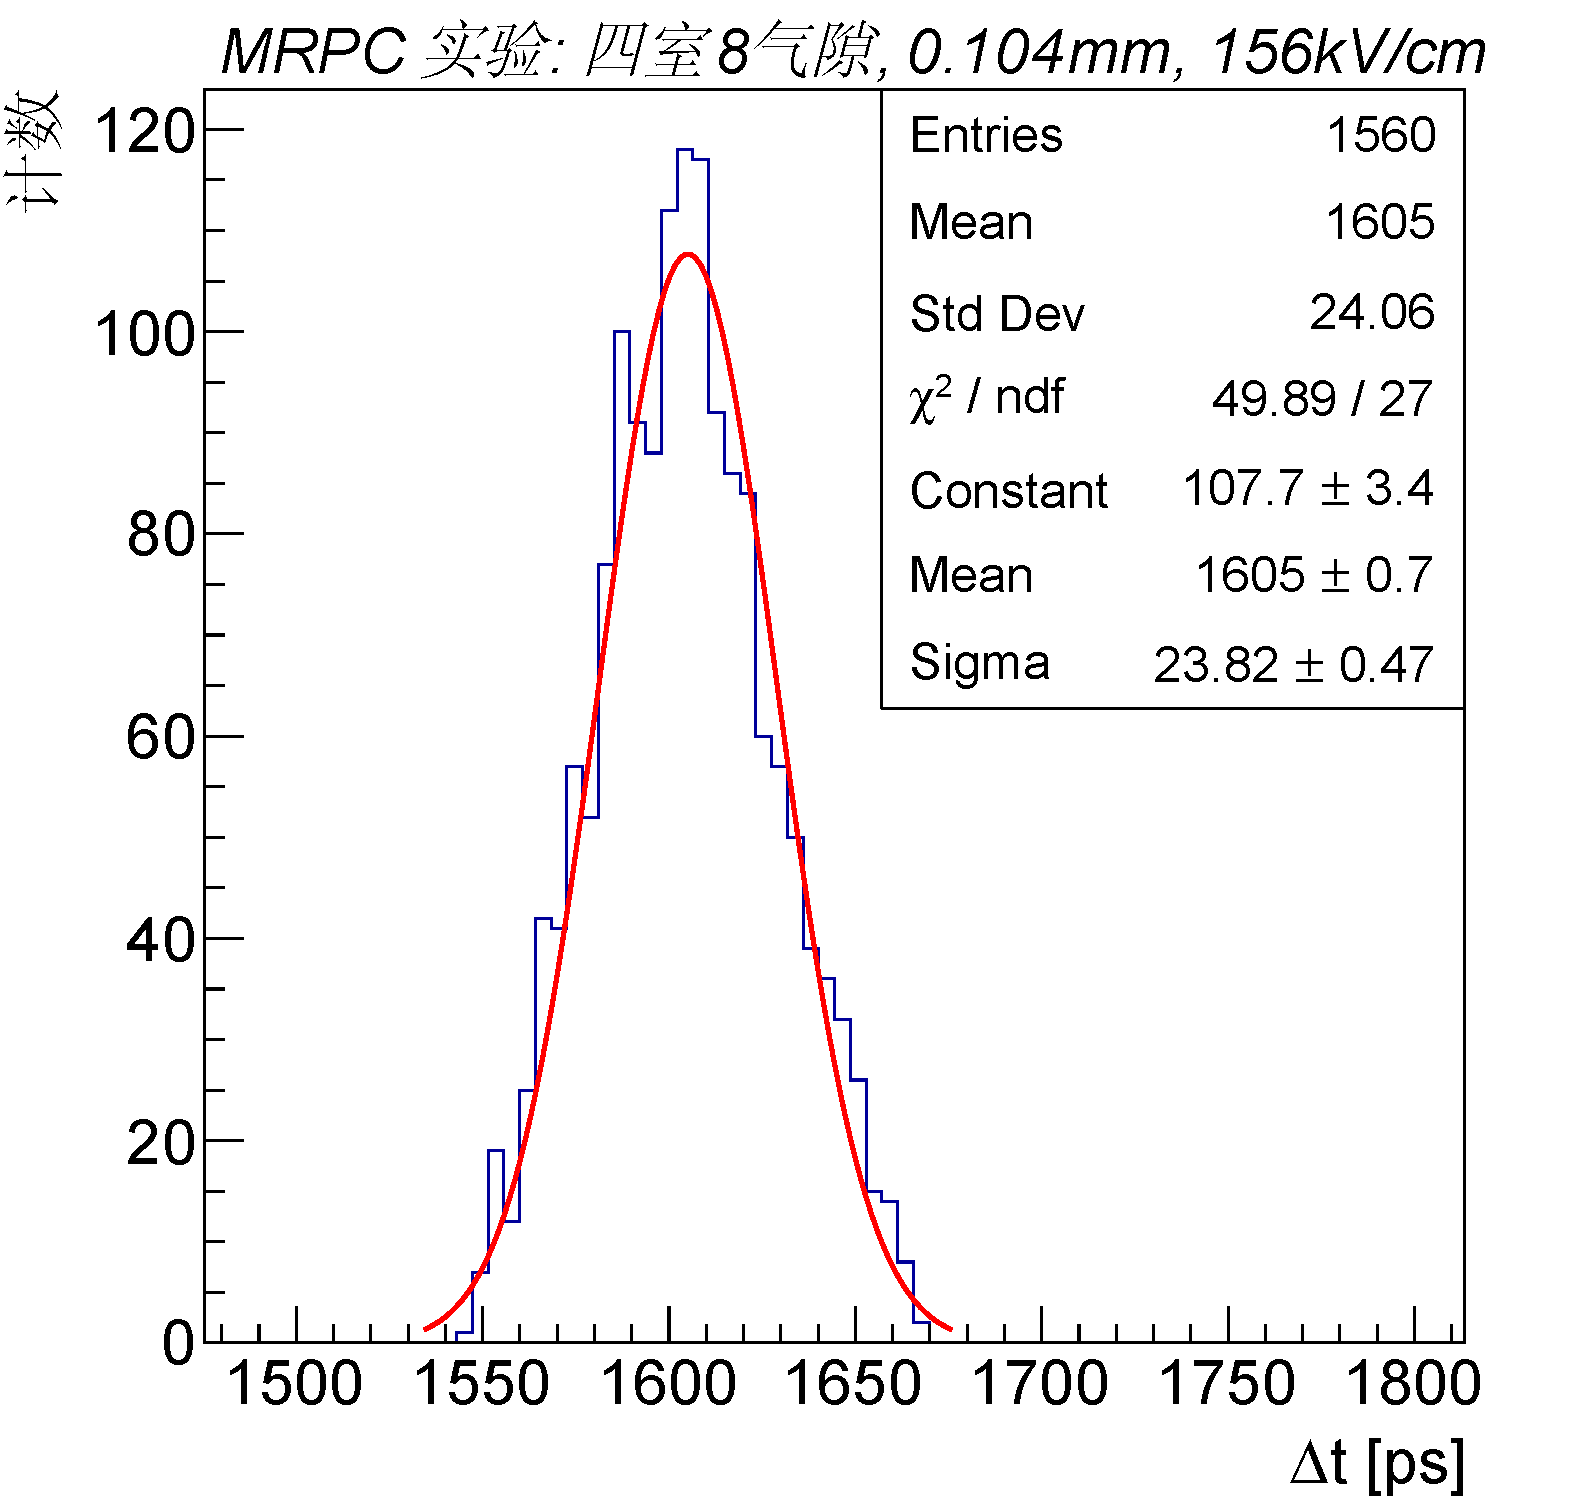 MRPC 实验: 四室8气隙, 0.104mm, 156kV/cm
计数
120
100
80
60
40
20
0
Entries 1560
Mean 1605
Std Dev 24.06
χ² / ndf 49.89 / 27
Constant 107.7 ± 3.4
Mean 1605 ± 0.7
Sigma 23.82 ± 0.47
1500 1550 1600 1650 1700 1750 1800
Δt [ps]